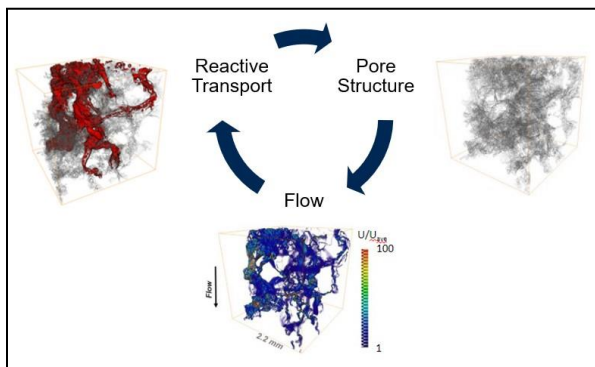 Reactive
Transport
Pore
Structure
Flow
U/U
100
Flow
2.2 mm
1